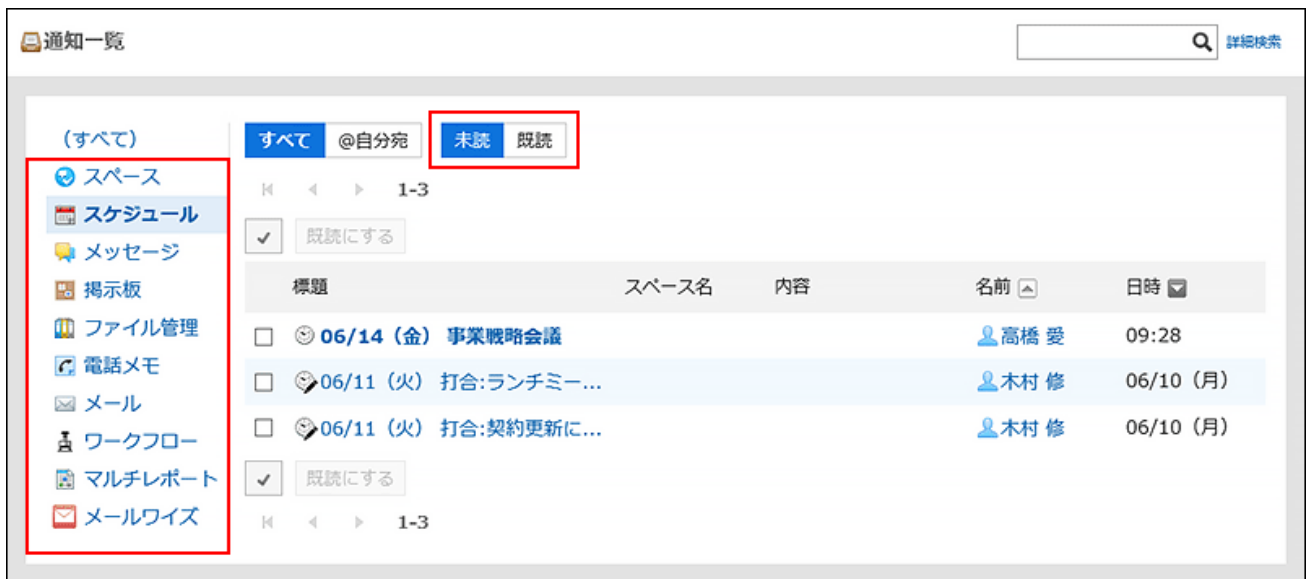 通知一覧
詳細検索
(すべて)
スペース
スケジュール
メッセージ
掲示板
ファイル管理
電話メモ
メール
ワークフロー
マルチレポート
メールワイズ
すべて @自分宛 未読 既読
1-3
既読にする
標題 スペース名 内容 名前 日時
06/14（金） 事業戦略会議 高橋 愛 09:28
06/11（火） 打合:ランチミー... 木村 修 06/10（月）
06/11（火） 打合:契約更新に... 木村 修 06/10（月）
既読にする
1-3